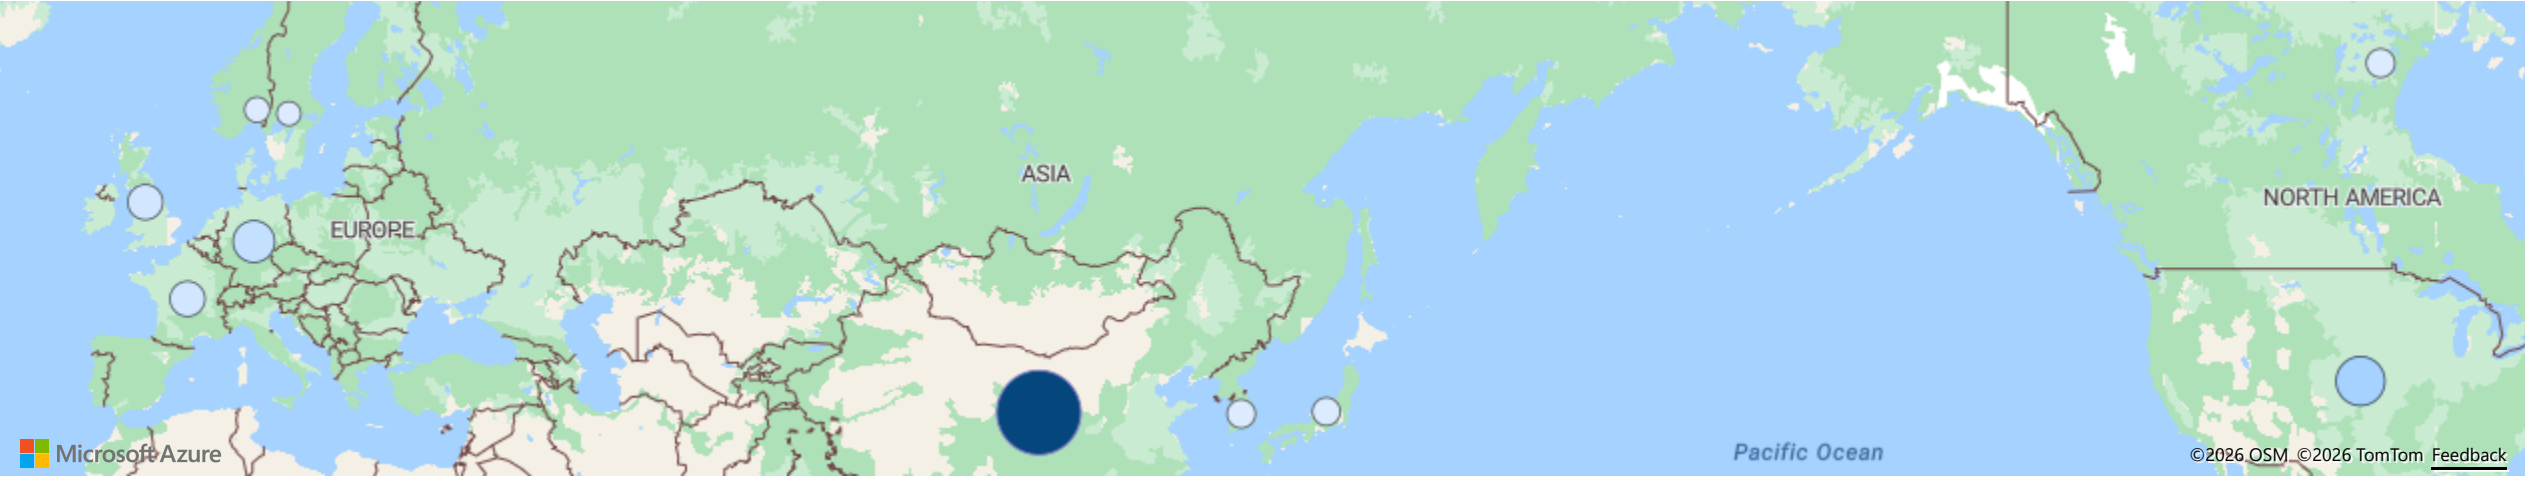 ASIA
NORTH AMERICA
EUROPE
Pacific Ocean
Microsoft Azure
©2026 OSM ©2026 TomTom Feedback